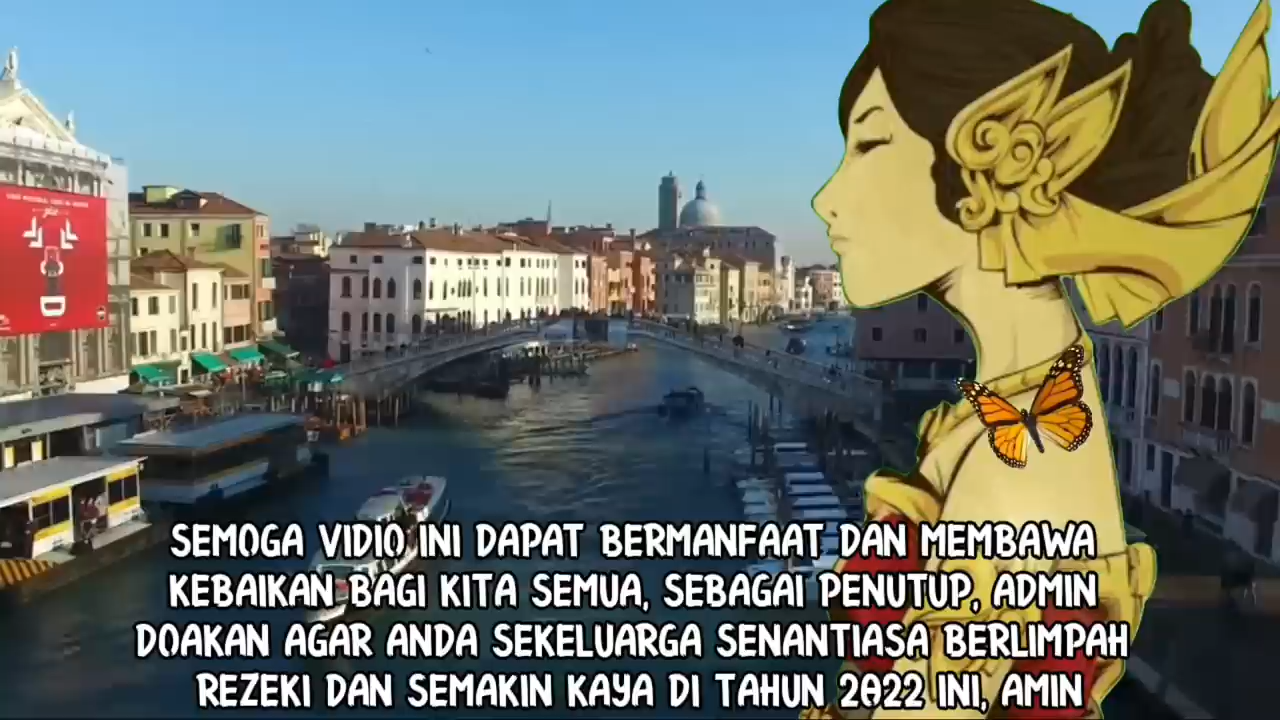 SEMOGA VIDIO INI DAPAT BERMANFAAT DAN MEMBAWA
KEBAIKAN BAGI KITA SEMUA, SEBAGAI PENUTUP, ADMIN
DOAKAN AGAR ANDA SEKELUARGA SENANTIASA BERLIMPAH
REZEKI DAN SEMAKIN KAYA DI TAHUN 2022 INI, AMIN